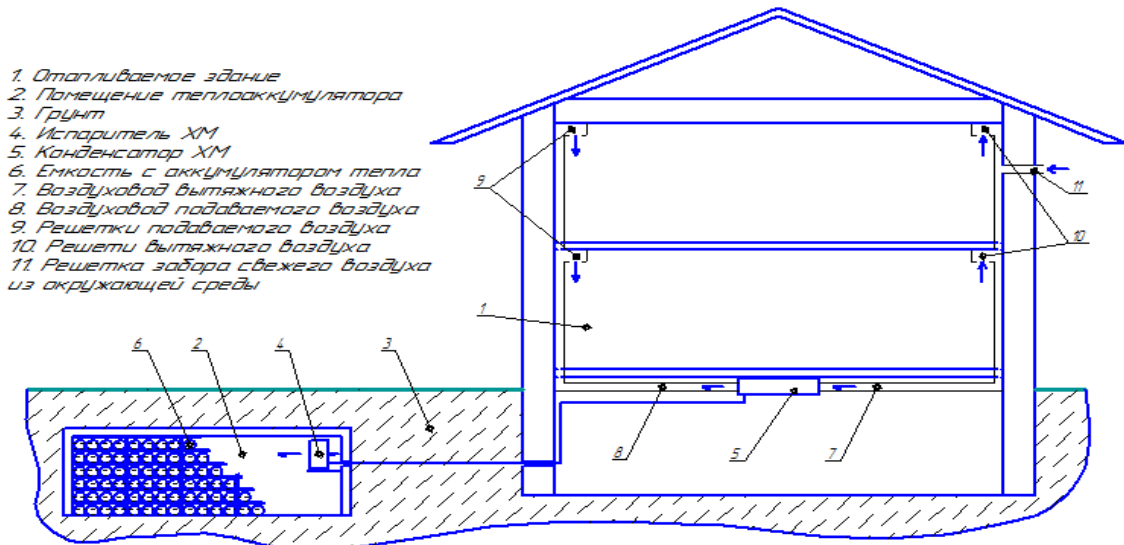 1. Отапливаемое здание
2. Помещение теплоаккумулятора
3. Грунт
4. Испаритель ХМ
5. Конденсатор ХМ
6. Емкость с аккумулятором тепла
7. Воздуховод вытяжного воздуха
8. Воздуховод подаваемого воздуха
9. Решетки подаваемого воздуха
10. Решети вытяжного воздуха
11. Решетка забора свежего воздуха
из окружающей среды
9
11
10
1
6
2
4
3
8
5
7